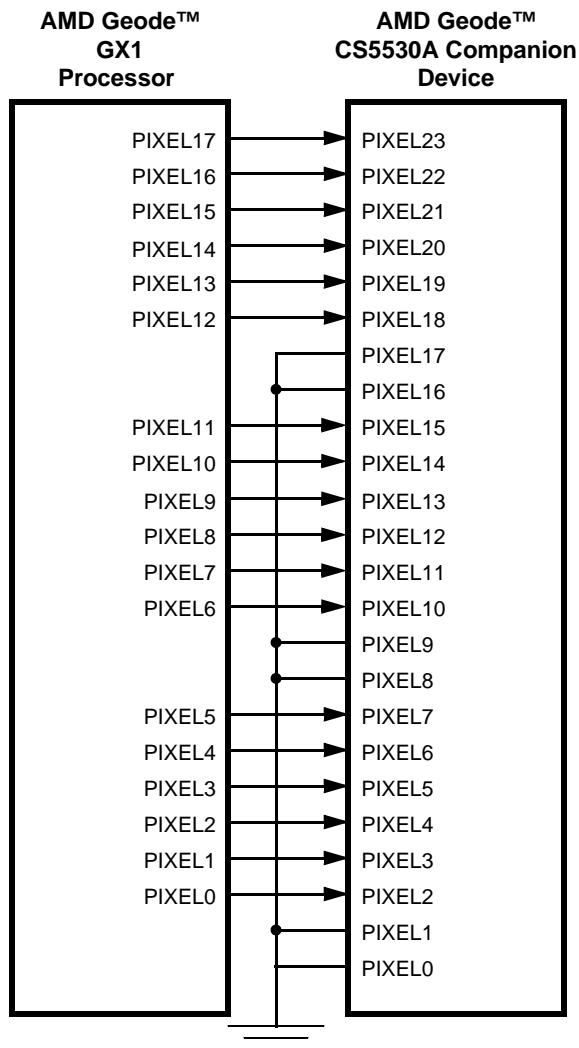 AMD Geode™
GX1
Processor
AMD Geode™
CS5530A Companion
Device
PIXEL17 PIXEL23
PIXEL16 PIXEL22
PIXEL15 PIXEL21
PIXEL14 PIXEL20
PIXEL13 PIXEL19
PIXEL12 PIXEL18
PIXEL17
PIXEL16
PIXEL11 PIXEL15
PIXEL10 PIXEL14
PIXEL9 PIXEL13
PIXEL8 PIXEL12
PIXEL7 PIXEL11
PIXEL6 PIXEL10
PIXEL9
PIXEL8
PIXEL5 PIXEL7
PIXEL4 PIXEL6
PIXEL3 PIXEL5
PIXEL2 PIXEL4
PIXEL1 PIXEL3
PIXEL0 PIXEL2
PIXEL1
PIXEL0